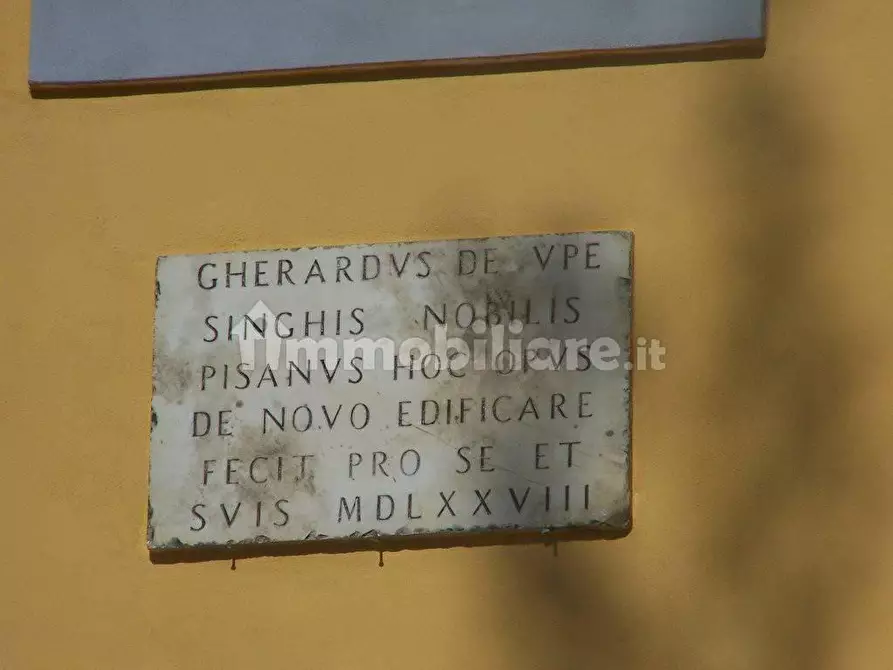 GHERARDVS DE VPE
SINGHIS NOBILIS
immobiliare.it
PISANVS HOC OPVS
DE NOVO EDIFICARE
FECIT PRO SE ET
SVIS MDLXXVIII